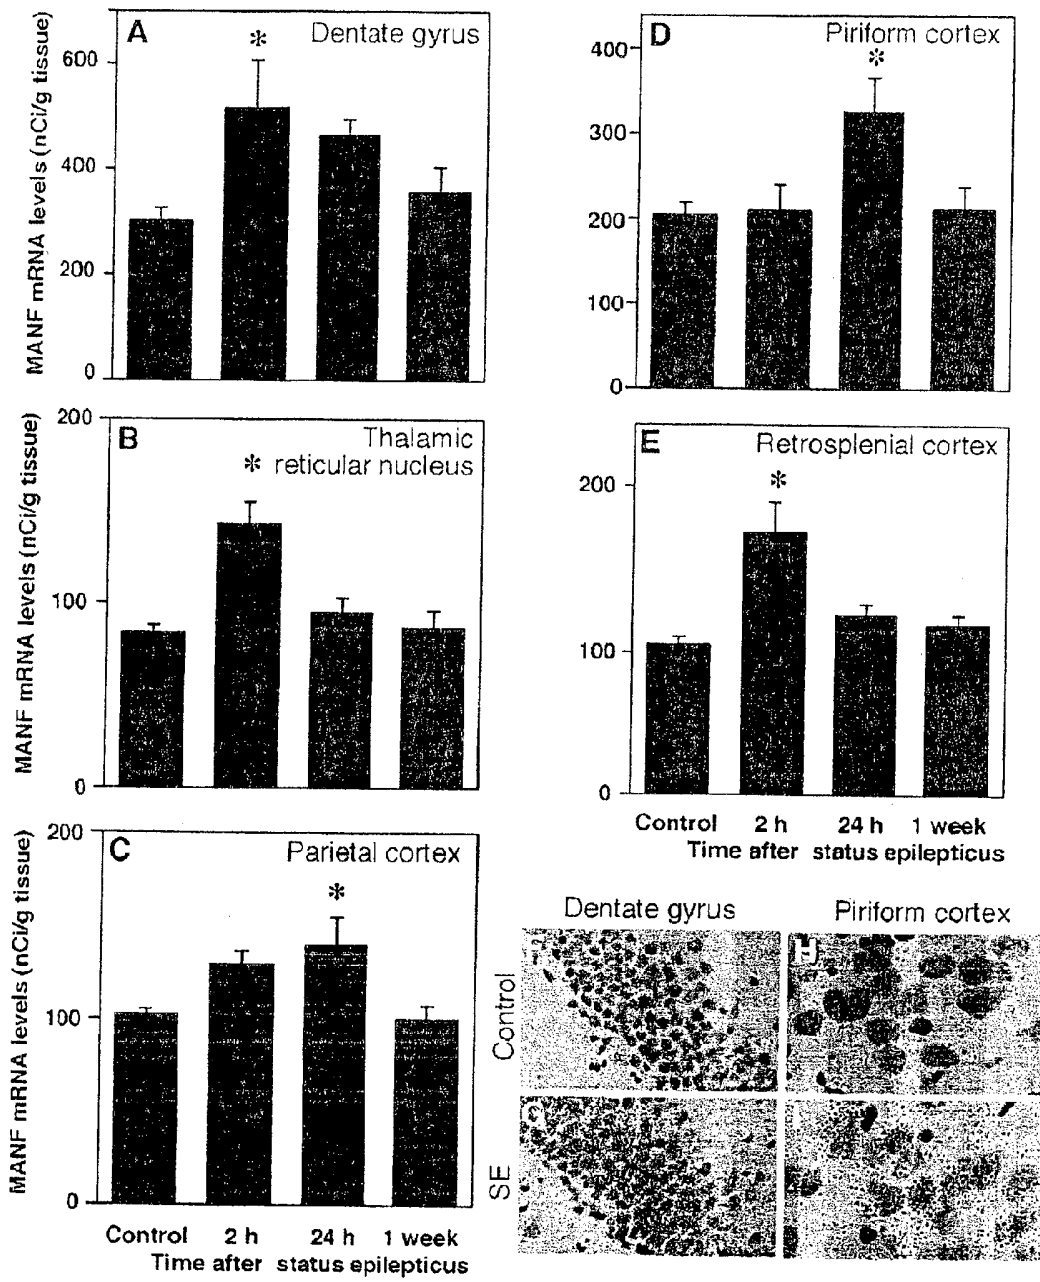 A
Dentate gyrus
MANF mRNA levels (nCi/g tissue)
600
400
200
0
*
B
Thalamic
* reticular nucleus
MANF mRNA levels (nCi/g tissue)
200
100
0
C
Parietal cortex
MANF mRNA levels (nCi/g tissue)
200
100
0
*
Control 2 h 24 h 1 week
Time after status epilepticus
D
Piriform cortex
400
300
200
100
0
*
E
Retrosplenial cortex
200
100
0
*
Control 2 h 24 h 1 week
Time after status epilepticus
Dentate gyrus
Piriform cortex
Control
SE
F
H
G
I